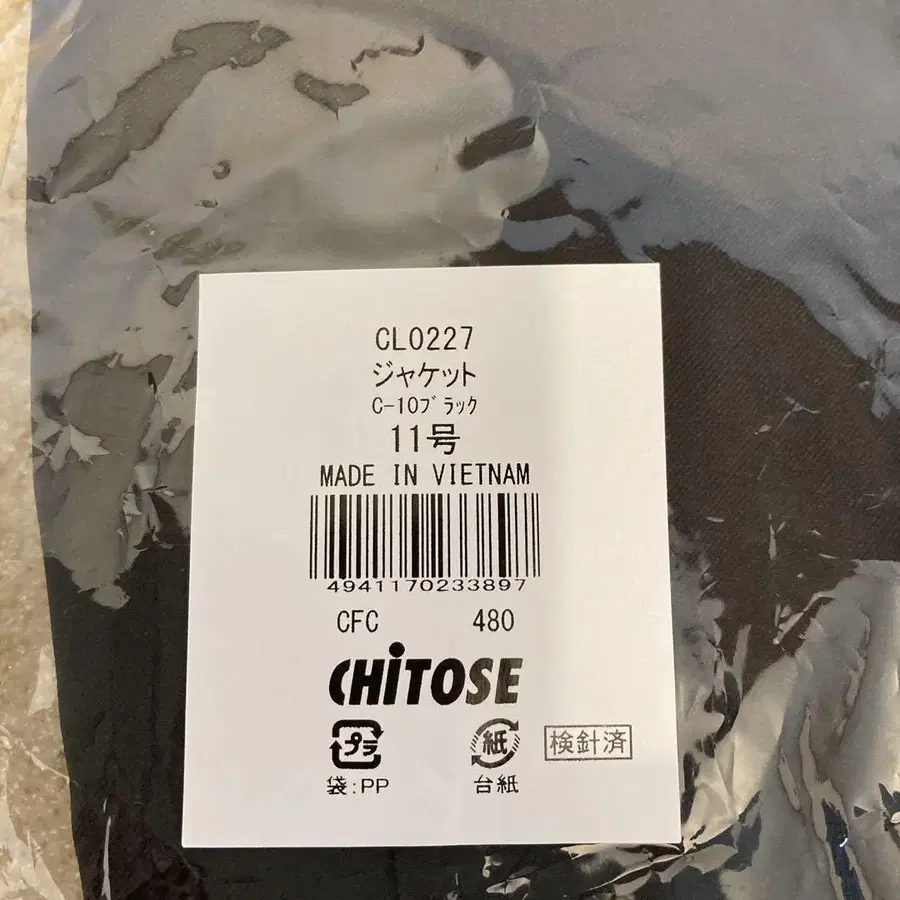 CL0227
ジャケット
C-10ﾌﾞﾗｯｸ
11号
MADE IN VIETNAM
4941170233897
CFC 480
CHiTOSE
プラ 紙 検針済
袋:PP 台紙